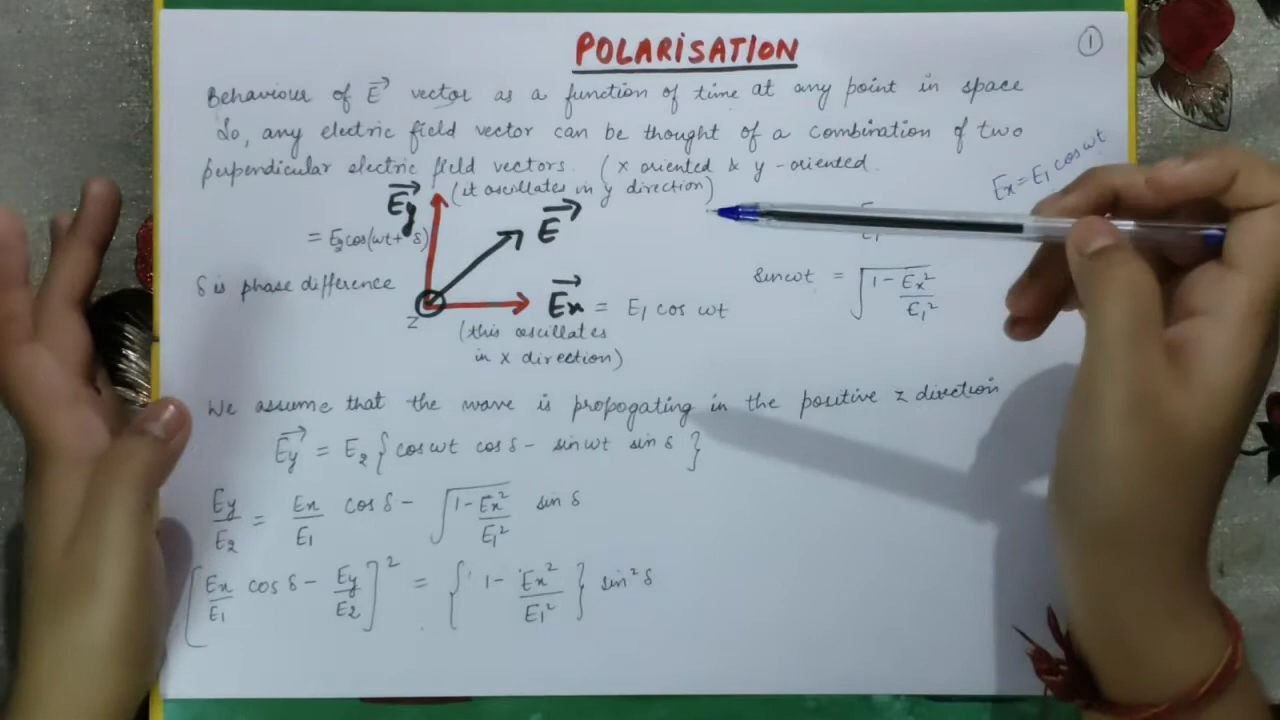 POLARISATION
1
Behaviour of E⃗ vector as a function of time at any point in space
So, any electric field vector can be thought of a combination of two
perpendicular electric field vectors. (x oriented & y-oriented.
Ex = E₁ cos ωt
E⃗y (it oscillates in y direction)
= E₂cos(ωt+ δ)
E⃗
E₁
δ is phase difference
sin ωt = √(1 - Ex²/E₁²)
E⃗x = E₁ cos ωt
z
(this oscillates
in x direction)
We assume that the wave is propogating in the positive z direction
E⃗y = E₂ { cos ωt cos δ - sin ωt sin δ }
Ey/E₂ = Ex/E₁ cos δ - √(1 - Ex²/E₁²) sin δ
[Ex/E₁ cos δ - Ey/E₂]² = { 1 - Ex²/E₁² } sin² δ